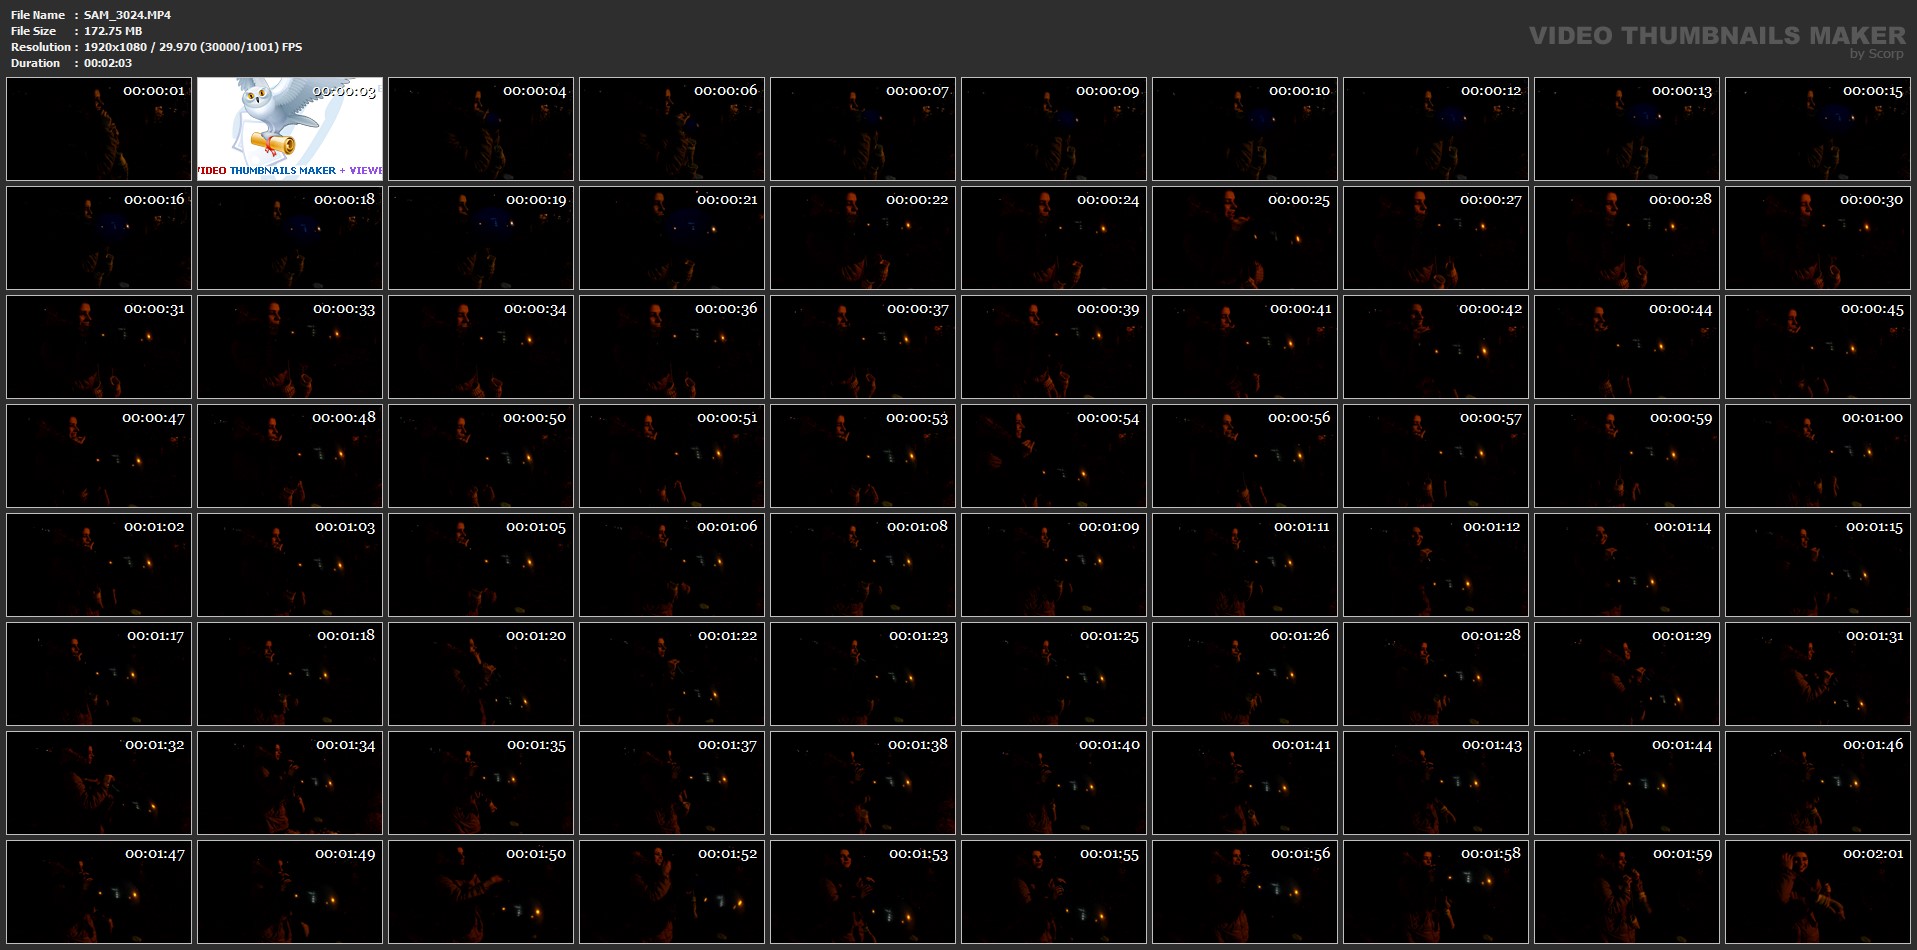 File Name : SAM_3024.MP4
File Size : 172.75 MB
Resolution : 1920x1080 / 29.970 (30000/1001) FPS
Duration : 00:02:03
VIDEO THUMBNAILS MAKER
by Scorp
00:00:01 00:00:03 00:00:04 00:00:06 00:00:07 00:00:09 00:00:10 00:00:12 00:00:13 00:00:15
VIDEO THUMBNAILS MAKER + VIEWE
00:00:16 00:00:18 00:00:19 00:00:21 00:00:22 00:00:24 00:00:25 00:00:27 00:00:28 00:00:30
00:00:31 00:00:33 00:00:34 00:00:36 00:00:37 00:00:39 00:00:41 00:00:42 00:00:44 00:00:45
00:00:47 00:00:48 00:00:50 00:00:51 00:00:53 00:00:54 00:00:56 00:00:57 00:00:59 00:01:00
00:01:02 00:01:03 00:01:05 00:01:06 00:01:08 00:01:09 00:01:11 00:01:12 00:01:14 00:01:15
00:01:17 00:01:18 00:01:20 00:01:22 00:01:23 00:01:25 00:01:26 00:01:28 00:01:29 00:01:31
00:01:32 00:01:34 00:01:35 00:01:37 00:01:38 00:01:40 00:01:41 00:01:43 00:01:44 00:01:46
00:01:47 00:01:49 00:01:50 00:01:52 00:01:53 00:01:55 00:01:56 00:01:58 00:01:59 00:02:01